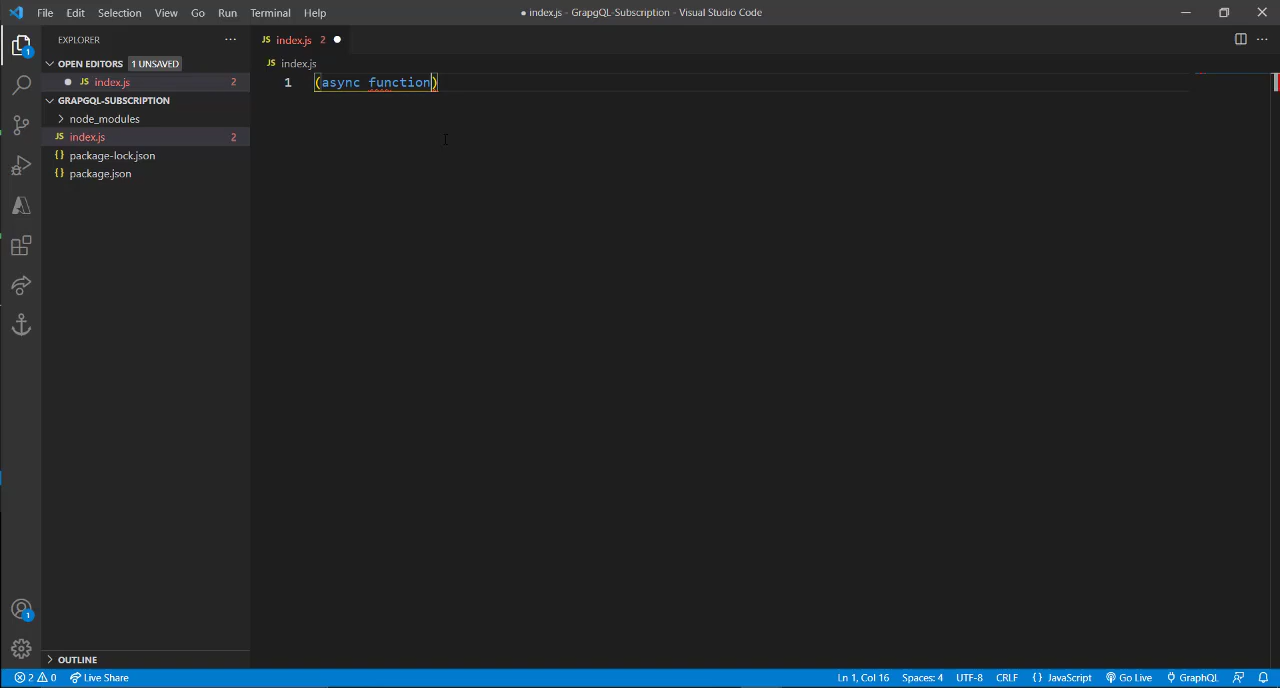 File Edit Selection View Go Run Terminal Help
● index.js - GrapgQL-Subscription - Visual Studio Code
EXPLORER
OPEN EDITORS 1 UNSAVED
JS index.js 2
GRAPGQL-SUBSCRIPTION
node_modules
JS index.js 2
{} package-lock.json
{} package.json
OUTLINE
JS index.js 2
JS index.js
1 (async function)
1
1
2 0 Live Share
Ln 1, Col 16 Spaces: 4 UTF-8 CRLF {} JavaScript Go Live GraphQL